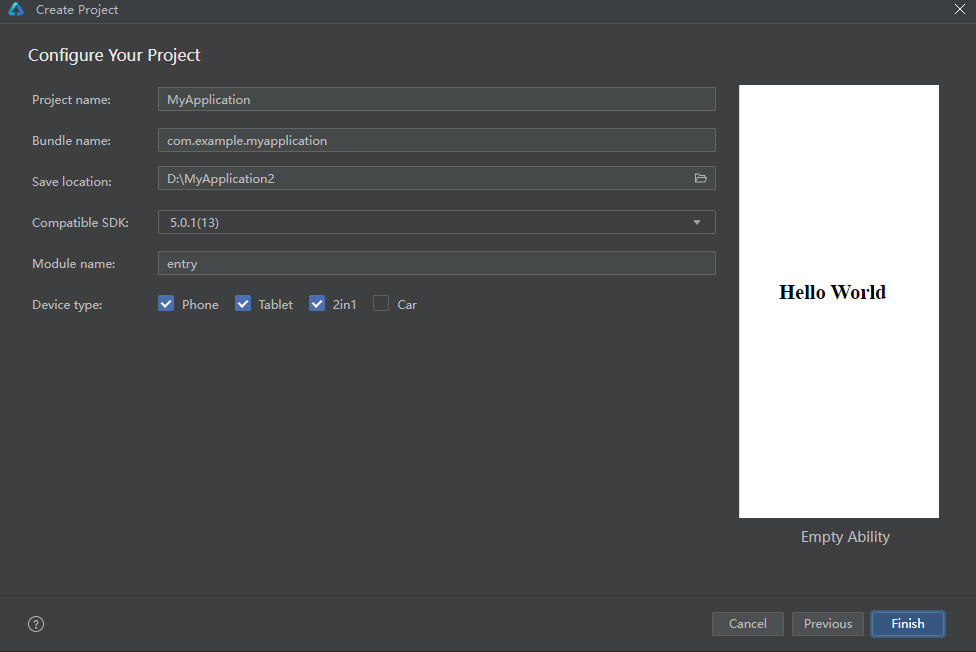 Create Project
Configure Your Project
Project name: MyApplication
Bundle name: com.example.myapplication
Save location: D:\MyApplication2
Compatible SDK: 5.0.1(13)
Module name: entry
Device type: Phone Tablet 2in1 Car
Hello World
Empty Ability
? Cancel Previous Finish